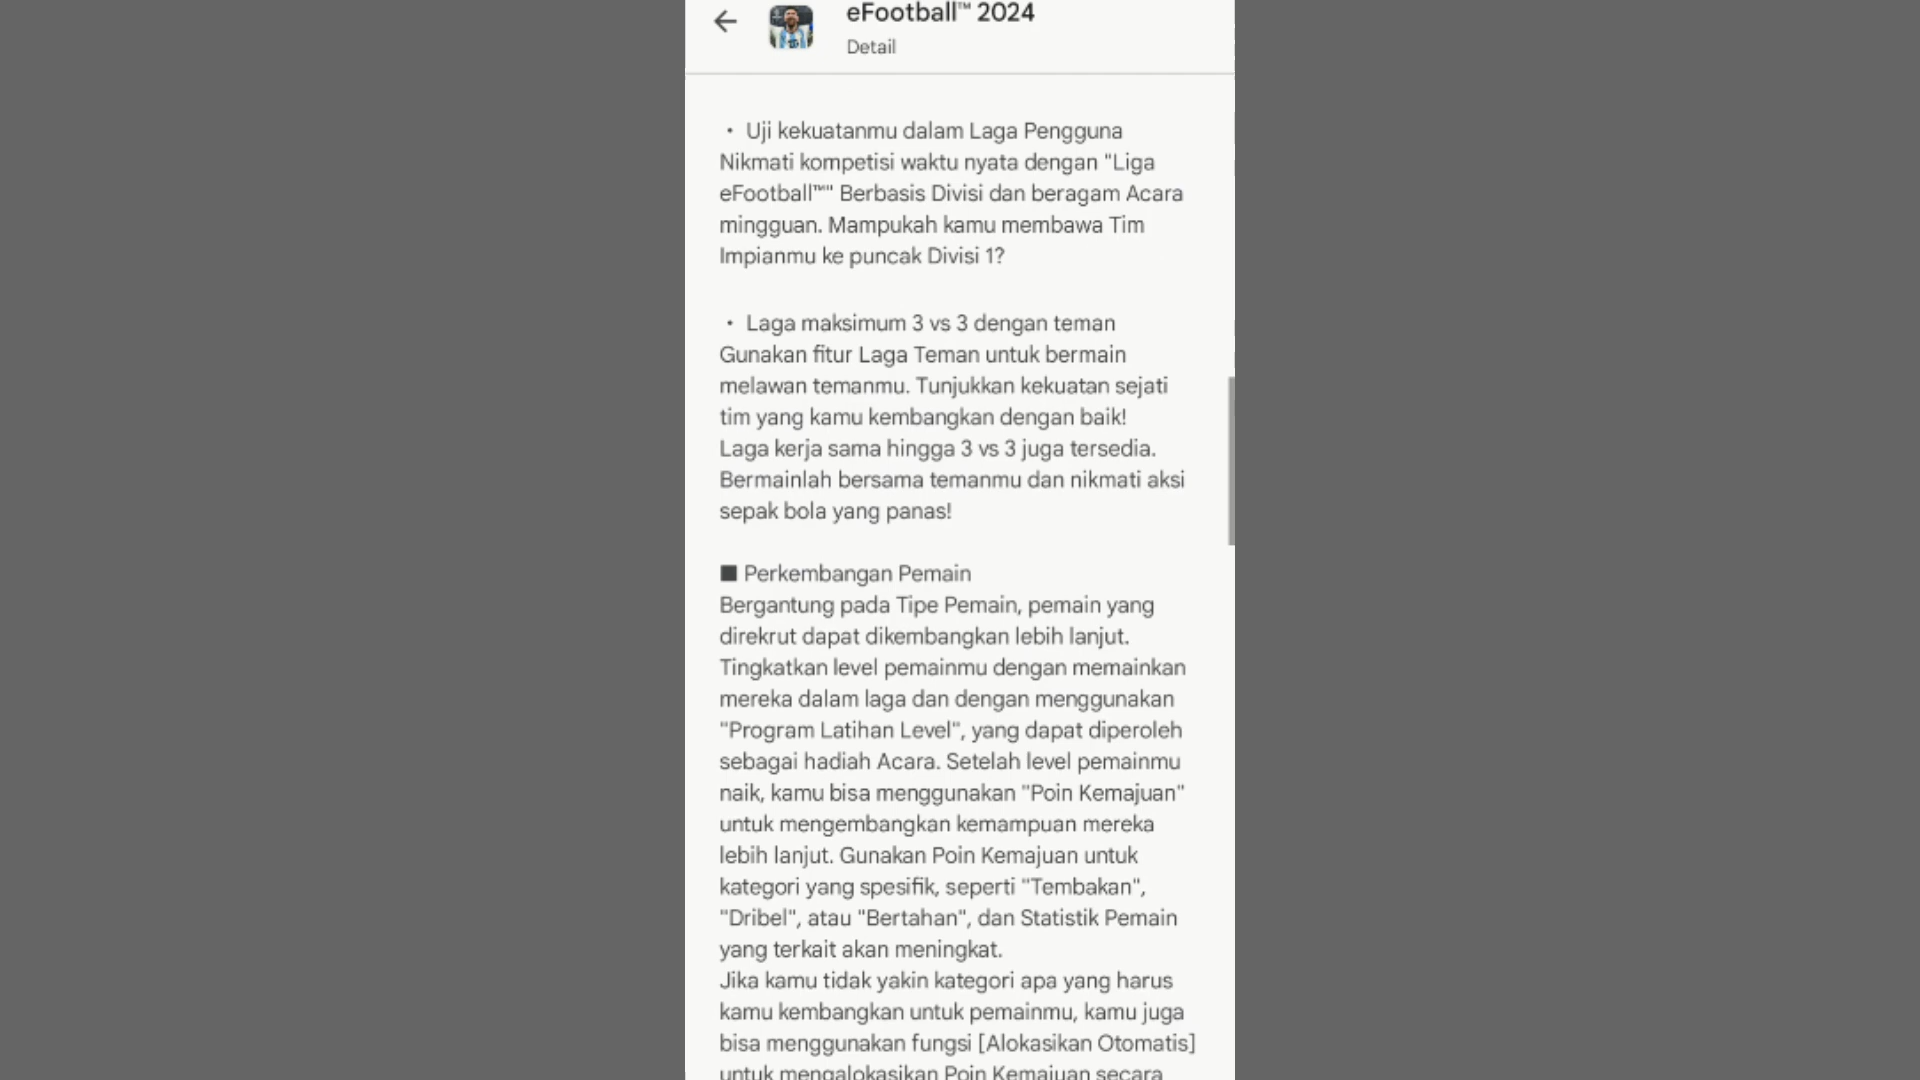 eFootball™ 2024
Detail
• Uji kekuatanmu dalam Laga Pengguna
Nikmati kompetisi waktu nyata dengan "Liga
eFootball™" Berbasis Divisi dan beragam Acara
mingguan. Mampukah kamu membawa Tim
Impianmu ke puncak Divisi 1?
• Laga maksimum 3 vs 3 dengan teman
Gunakan fitur Laga Teman untuk bermain
melawan temanmu. Tunjukkan kekuatan sejati
tim yang kamu kembangkan dengan baik!
Laga kerja sama hingga 3 vs 3 juga tersedia.
Bermainlah bersama temanmu dan nikmati aksi
sepak bola yang panas!
■ Perkembangan Pemain
Bergantung pada Tipe Pemain, pemain yang
direkrut dapat dikembangkan lebih lanjut.
Tingkatkan level pemainmu dengan memainkan
mereka dalam laga dan dengan menggunakan
"Program Latihan Level", yang dapat diperoleh
sebagai hadiah Acara. Setelah level pemainmu
naik, kamu bisa menggunakan "Poin Kemajuan"
untuk mengembangkan kemampuan mereka
lebih lanjut. Gunakan Poin Kemajuan untuk
kategori yang spesifik, seperti "Tembakan",
"Dribel", atau "Bertahan", dan Statistik Pemain
yang terkait akan meningkat.
Jika kamu tidak yakin kategori apa yang harus
kamu kembangkan untuk pemainmu, kamu juga
bisa menggunakan fungsi [Alokasikan Otomatis]
untuk mengalokasikan Poin Kemajuan secara